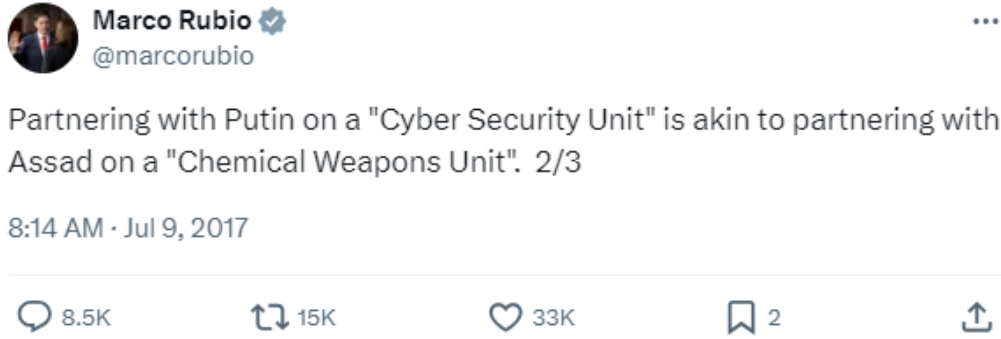 Marco Rubio
@marcorubio
Partnering with Putin on a "Cyber Security Unit" is akin to partnering with
Assad on a "Chemical Weapons Unit".  2/3
8:14 AM · Jul 9, 2017
8.5K 15K 33K 2